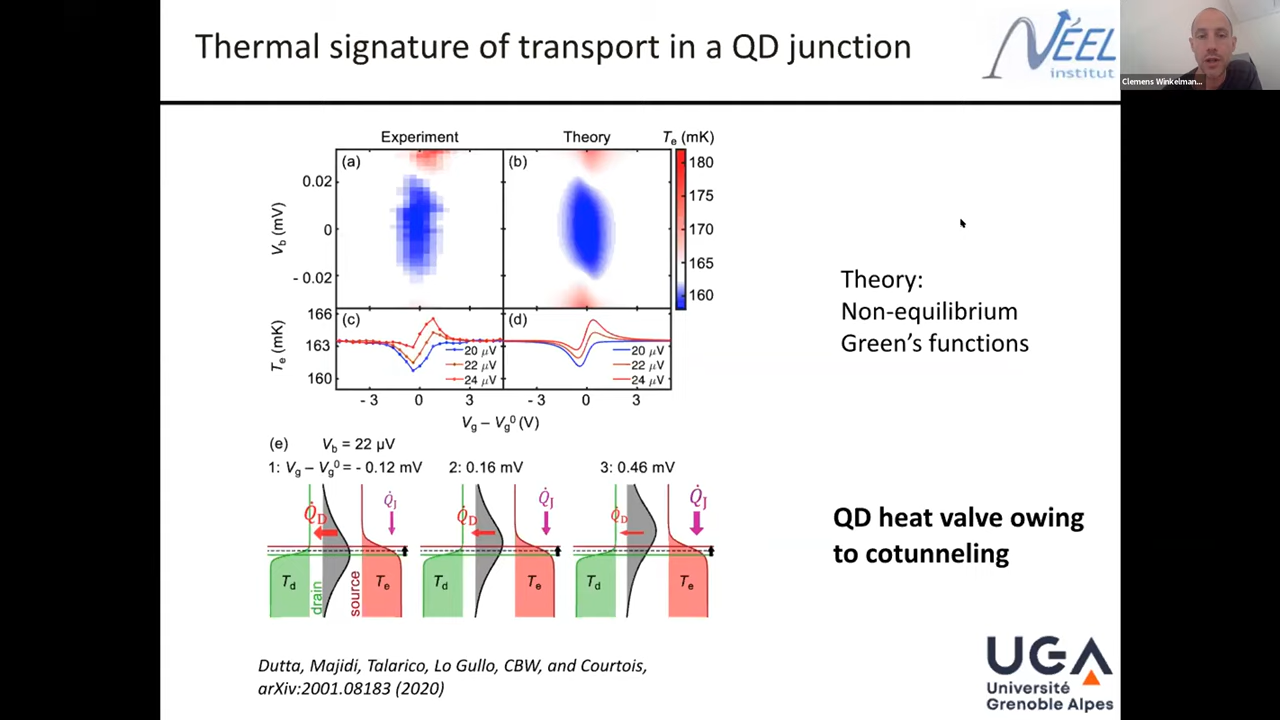 Thermal signature of transport in a QD junction
NÉEL
institut
Clemens Winkelman...
Experiment
Theory
Te (mK)
(a)
(b)
180
175
170
165
160
0.02
0
- 0.02
Vb (mV)
(c)
(d)
166
163
160
Te (mK)
20 μV
22 μV
24 μV
20 μV
22 μV
24 μV
- 3
0
3
- 3
0
3
Vg – Vg0 (V)
Theory:
Non-equilibrium
Green's functions
(e)
Vb = 22 μV
1: Vg – Vg0 = - 0.12 mV
2: 0.16 mV
3: 0.46 mV
Q̇D
Q̇J
Q̇D
Q̇J
Q̇D
Q̇J
Td
drain
source
Te
Td
Te
Td
Te
QD heat valve owing
to cotunneling
Dutta, Majidi, Talarico, Lo Gullo, CBW, and Courtois,
arXiv:2001.08183 (2020)
UGA
Université
Grenoble Alpes